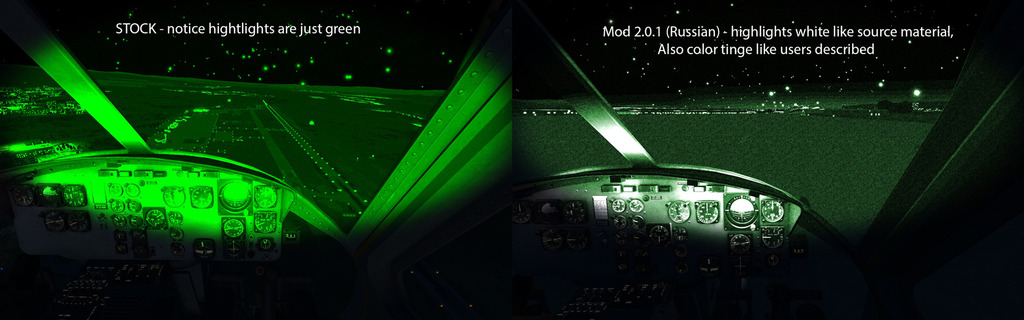 STOCK - notice hightlights are just green
Mod 2.0.1 (Russian) - highlights white like source material,
Also color tinge like users described